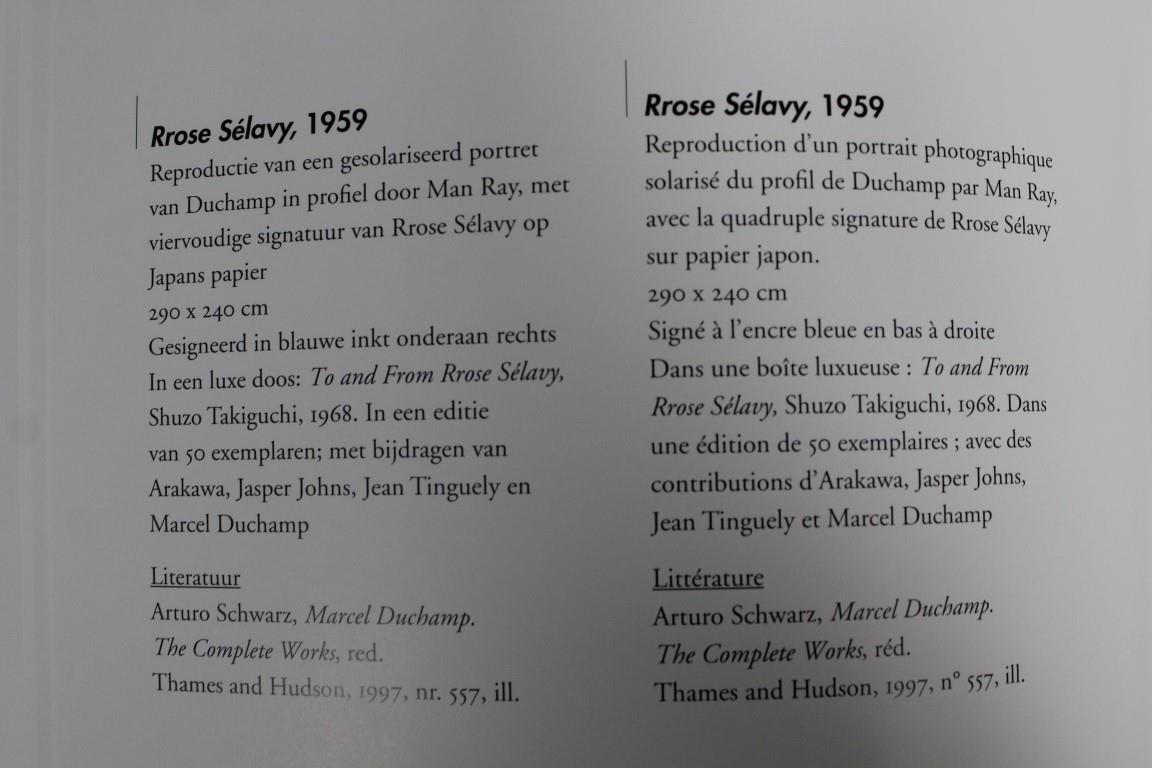 Rrose Sélavy, 1959
Reproductie van een gesolariseerd portret
van Duchamp in profiel door Man Ray, met
viervoudige signatuur van Rrose Sélavy op
Japans papier
290 x 240 cm
Gesigneerd in blauwe inkt onderaan rechts
In een luxe doos: To and From Rrose Sélavy,
Shuzo Takiguchi, 1968. In een editie
van 50 exemplaren; met bijdragen van
Arakawa, Jasper Johns, Jean Tinguely en
Marcel Duchamp
Literatuur
Arturo Schwarz, Marcel Duchamp.
The Complete Works, red.
Thames and Hudson, 1997, nr. 557, ill.
Rrose Sélavy, 1959
Reproduction d'un portrait photographique
solarisé du profil de Duchamp par Man Ray,
avec la quadruple signature de Rrose Sélavy
sur papier japon.
290 x 240 cm
Signé à l'encre bleue en bas à droite
Dans une boîte luxueuse : To and From
Rrose Sélavy, Shuzo Takiguchi, 1968. Dans
une édition de 50 exemplaires ; avec des
contributions d'Arakawa, Jasper Johns,
Jean Tinguely et Marcel Duchamp
Littérature
Arturo Schwarz, Marcel Duchamp.
The Complete Works, réd.
Thames and Hudson, 1997, n° 557, ill.